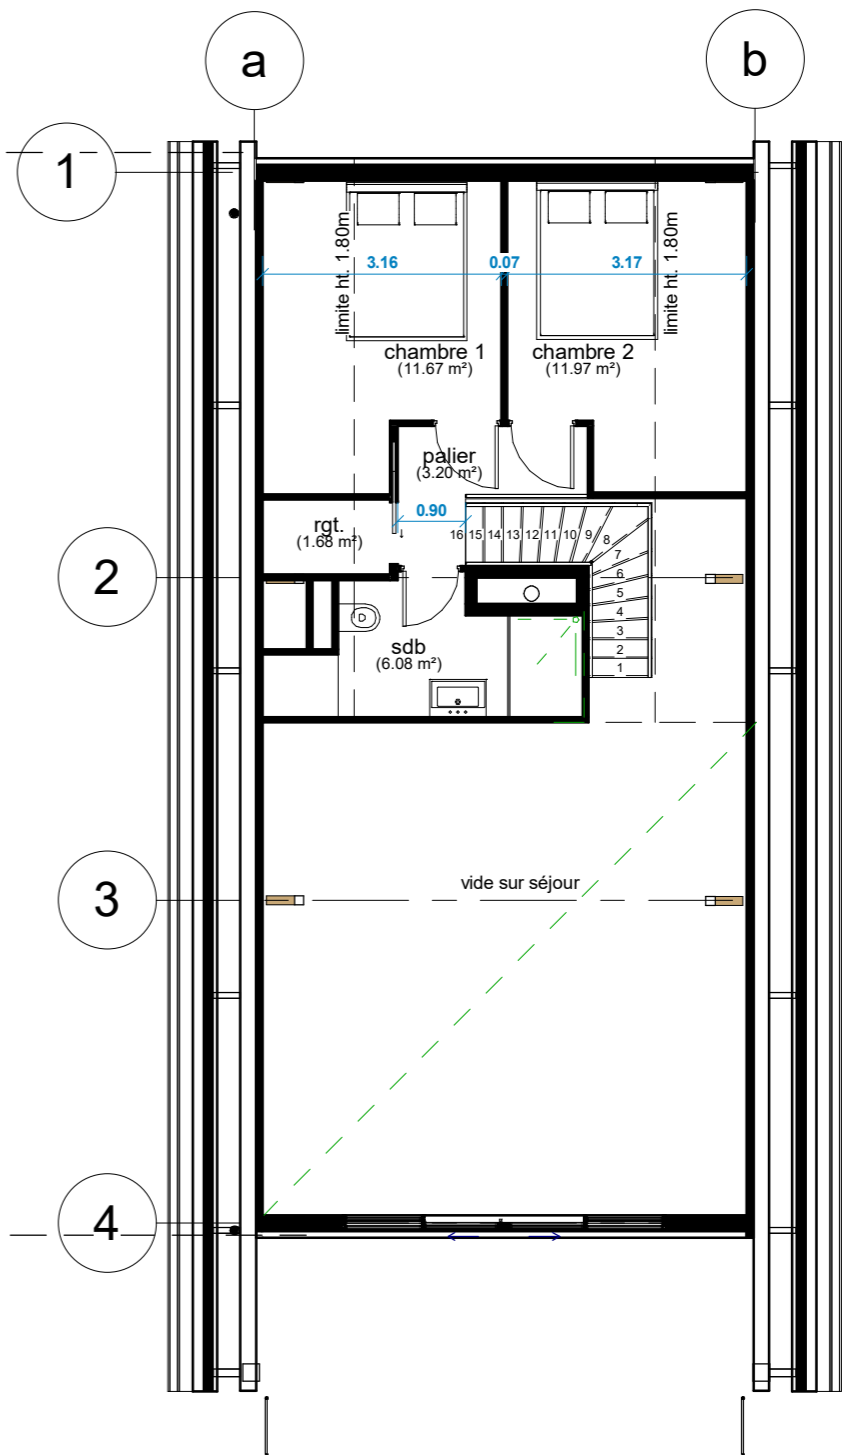 a
b
1
limite ht. 1.80m
limite ht. 1.80m
3.16
0.07
3.17
chambre 1
(11.67 m²)
chambre 2
(11.97 m²)
palier
(3.20 m²)
0.90
rgt.
(1.68 m²)
16 15 14 13 12 11 10 9 8
7
6
5
4
3
2
1
2
sdb
(6.08 m²)
3
vide sur séjour
4